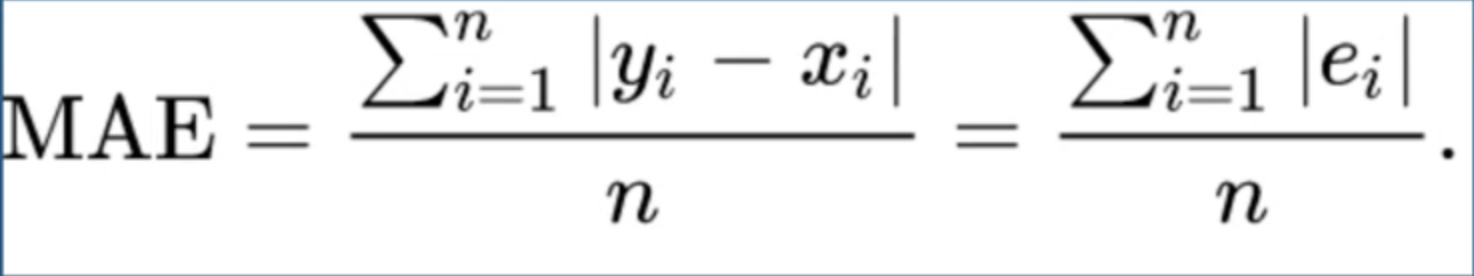 MAE = \frac{\sum_{i=1}^{n} |y_i - x_i|}{n} = \frac{\sum_{i=1}^{n} |e_i|}{n}.